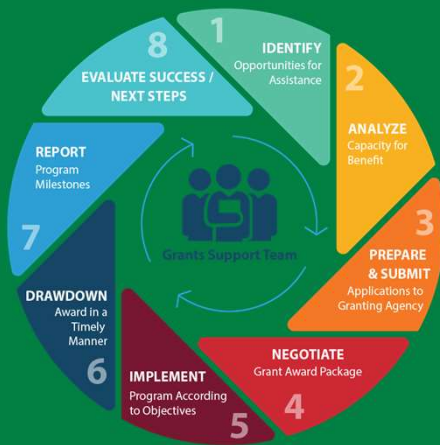 1
IDENTIFY
Opportunities for
Assistance
2
ANALYZE
Capacity for
Benefit
3
PREPARE
& SUBMIT
Applications to
Granting Agency
NEGOTIATE
Grant Award Package
4
IMPLEMENT
Program According
to Objectives
5
DRAWDOWN
Award in a
Timely
Manner
6
REPORT
Program
Milestones
7
8
EVALUATE SUCCESS /
NEXT STEPS
Grants Support Team